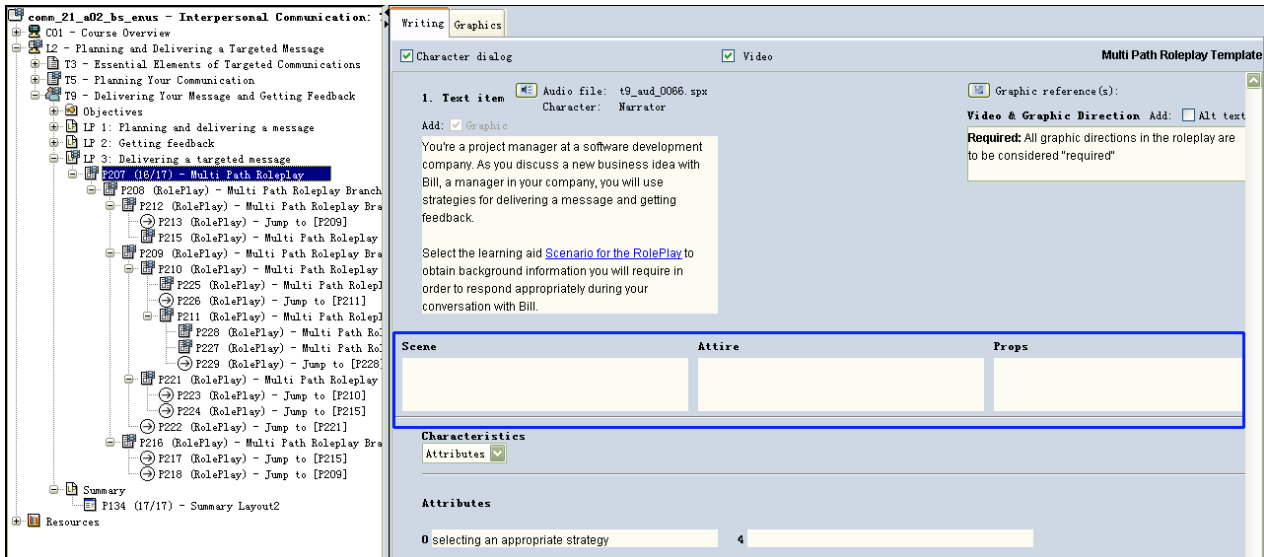 comm_21_a02_bs_enus - Interpersonal Communication:
C01 - Course Overview
L2 - Planning and Delivering a Targeted Message
T3 - Essential Elements of Targeted Communications
T5 - Planning Your Communication
T9 - Delivering Your Message and Getting Feedback
Objectives
LP 1: Planning and delivering a message
LP 2: Getting feedback
LP 3: Delivering a targeted message
P207 (16/17) - Multi Path Roleplay
P208 (RolePlay) - Multi Path Roleplay Branch
P212 (RolePlay) - Multi Path Roleplay Bra
P213 (RolePlay) - Jump to [P209]
P215 (RolePlay) - Multi Path Roleplay
P209 (RolePlay) - Multi Path Roleplay Bra
P210 (RolePlay) - Multi Path Roleplay
P225 (RolePlay) - Multi Path Rolepl
P226 (RolePlay) - Jump to [P211]
P211 (RolePlay) - Multi Path Roleplay
P228 (RolePlay) - Multi Path Rol
P227 (RolePlay) - Multi Path Rol
P229 (RolePlay) - Jump to [P228]
P221 (RolePlay) - Multi Path Roleplay
P223 (RolePlay) - Jump to [P210]
P224 (RolePlay) - Jump to [P215]
P222 (RolePlay) - Jump to [P221]
P216 (RolePlay) - Multi Path Roleplay Bra
P217 (RolePlay) - Jump to [P215]
P218 (RolePlay) - Jump to [P209]
Summary
P134 (17/17) - Summary Layout2
Resources
Writing Graphics
Character dialog Video Multi Path Roleplay Template
1. Text item Audio file: t9_aud_0066.spx
Character: Narrator
Add: Graphic
You're a project manager at a software development
company. As you discuss a new business idea with
Bill, a manager in your company, you will use
strategies for delivering a message and getting
feedback.
Select the learning aid Scenario for the RolePlay to
obtain background information you will require in
order to respond appropriately during your
conversation with Bill.
Graphic reference(s):
Video & Graphic Direction Add: Alt text
Required: All graphic directions in the roleplay are
to be considered "required"
Scene Attire Props
Characteristics
Attributes
Attributes
0 selecting an appropriate strategy 4